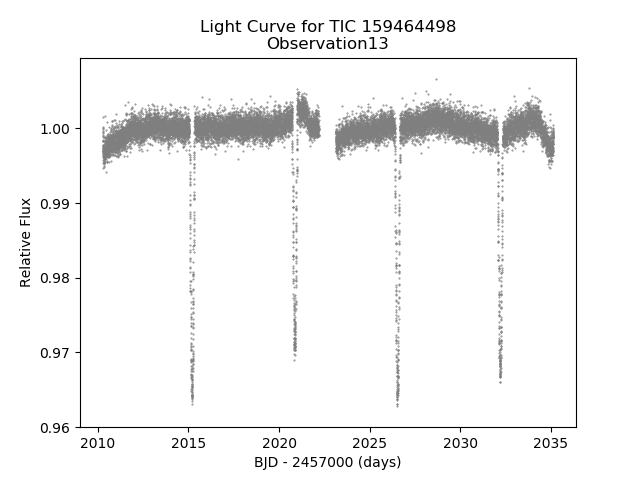 Light Curve for TIC 159464498
Observation13
1.00
0.99
0.98
0.97
0.96
Relative Flux
2010 2015 2020 2025 2030 2035
BJD - 2457000 (days)